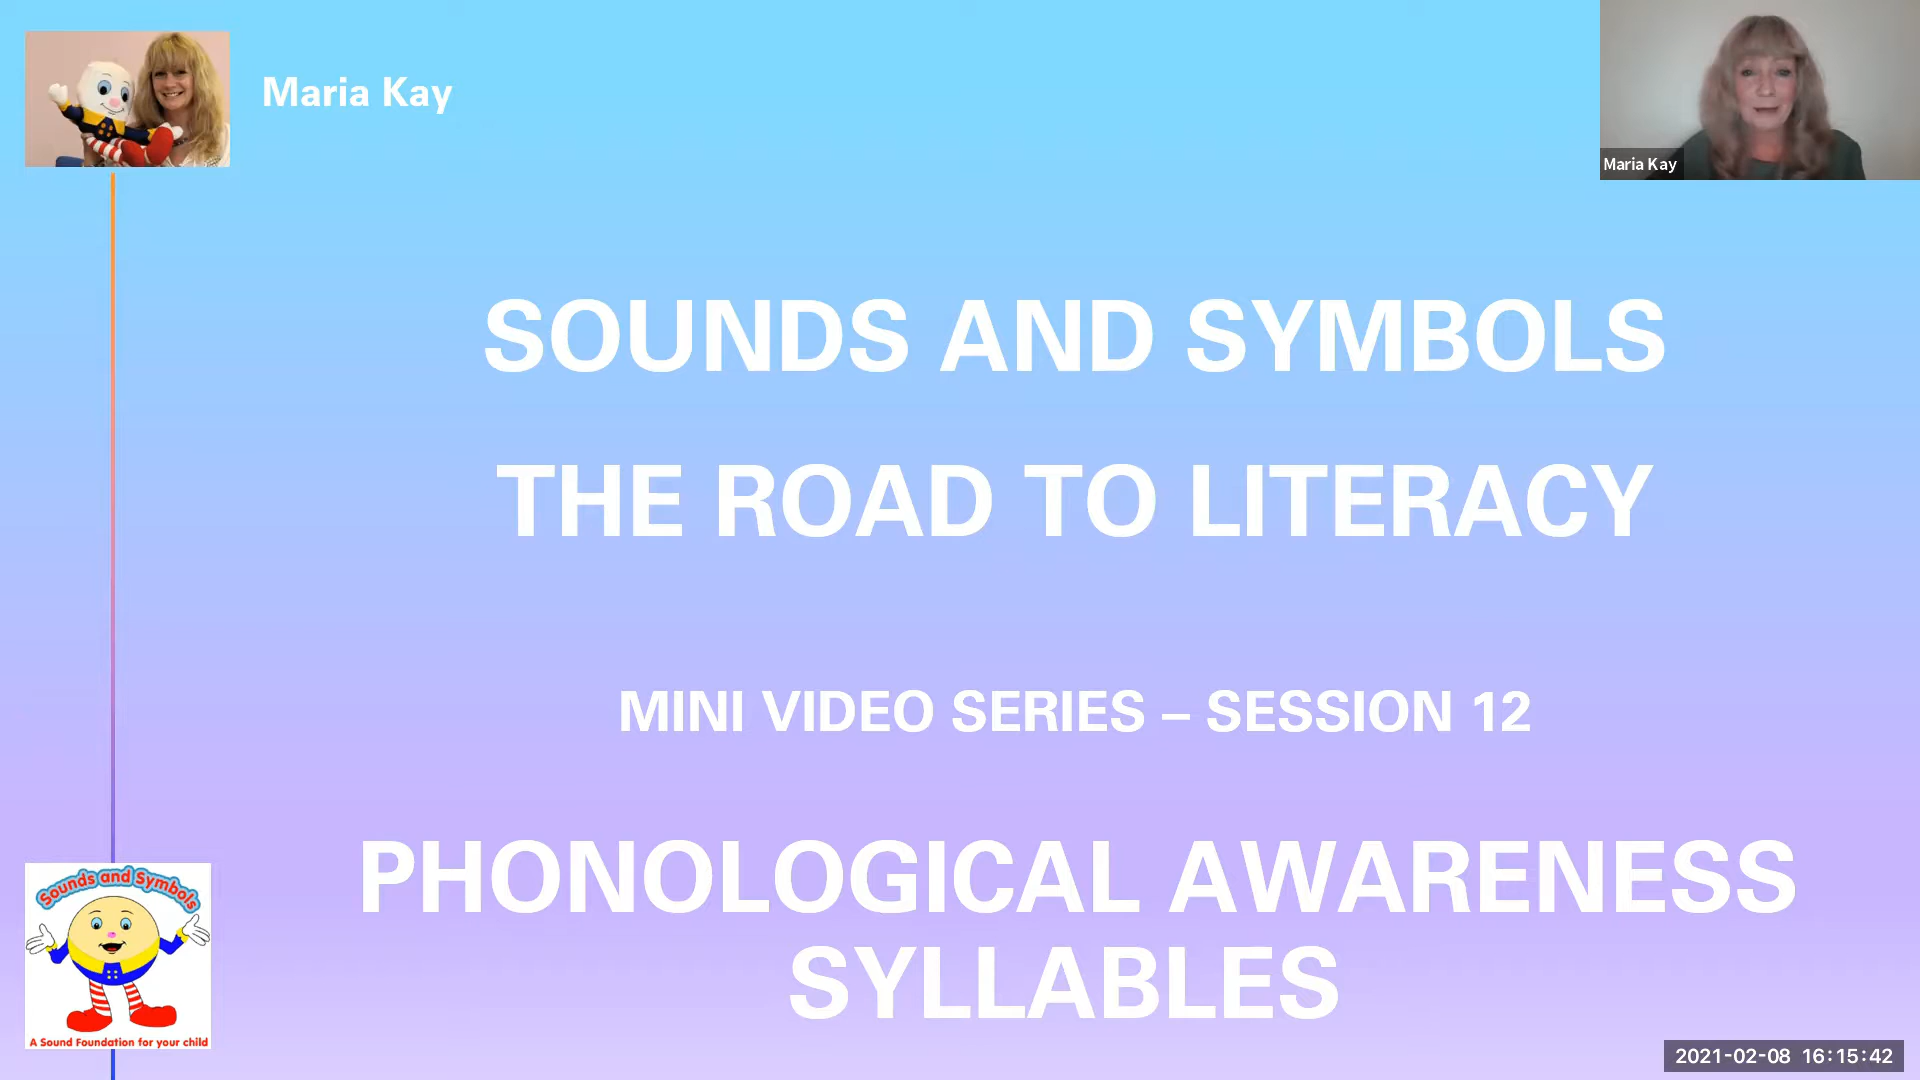 Maria Kay
Maria Kay
SOUNDS AND SYMBOLS
THE ROAD TO LITERACY
MINI VIDEO SERIES – SESSION 12
PHONOLOGICAL AWARENESS
SYLLABLES
Sounds and Symbols
A Sound Foundation for your child
2021-02-08 16:15:42